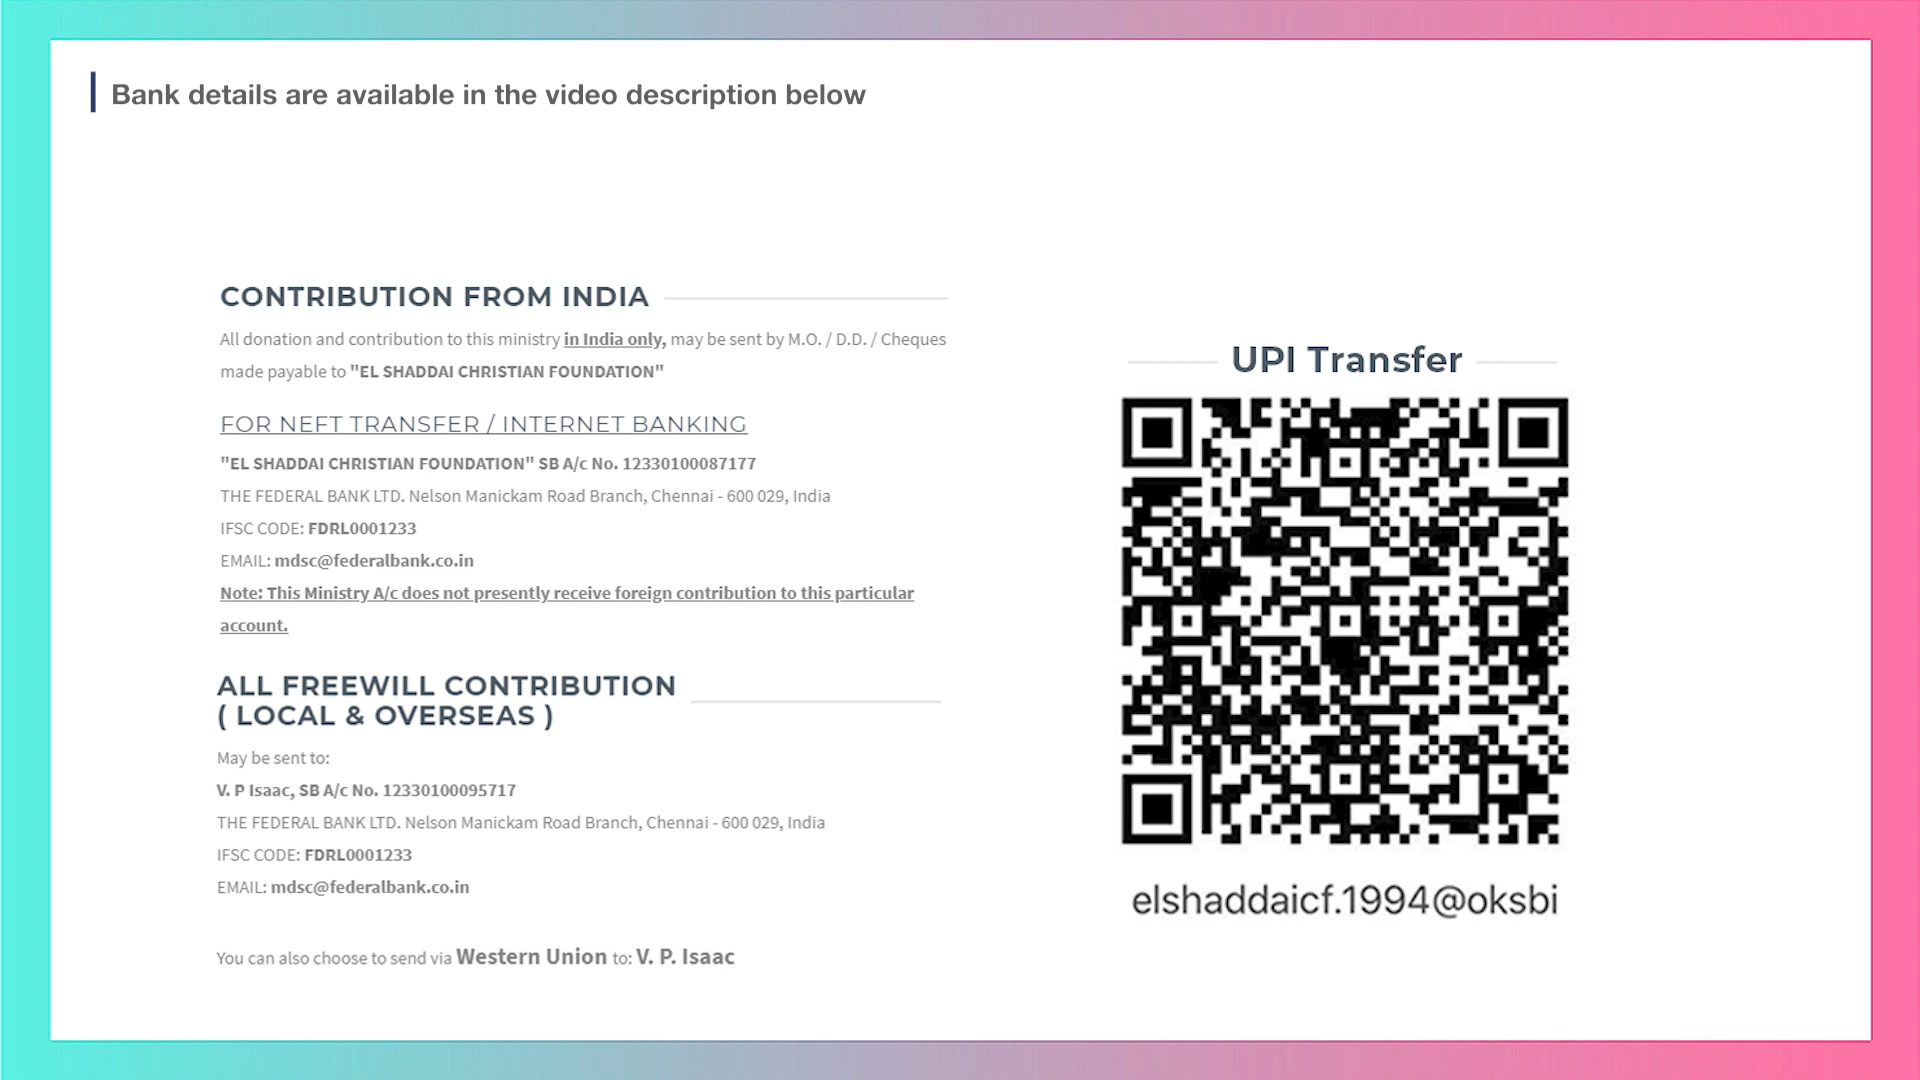 Bank details are available in the video description below
CONTRIBUTION FROM INDIA
All donation and contribution to this ministry in India only, may be sent by M.O. / D.D. / Cheques
made payable to "EL SHADDAI CHRISTIAN FOUNDATION"
FOR NEFT TRANSFER / INTERNET BANKING
"EL SHADDAI CHRISTIAN FOUNDATION" SB A/c No. 12330100087177
THE FEDERAL BANK LTD. Nelson Manickam Road Branch, Chennai - 600 029, India
IFSC CODE: FDRL0001233
EMAIL: mdsc@federalbank.co.in
Note: This Ministry A/c does not presently receive foreign contribution to this particular
account.
ALL FREEWILL CONTRIBUTION
( LOCAL & OVERSEAS )
May be sent to:
V. P Isaac, SB A/c No. 12330100095717
THE FEDERAL BANK LTD. Nelson Manickam Road Branch, Chennai - 600 029, India
IFSC CODE: FDRL0001233
EMAIL: mdsc@federalbank.co.in
You can also choose to send via Western Union to: V. P. Isaac
UPI Transfer
elshaddaicf.1994@oksbi